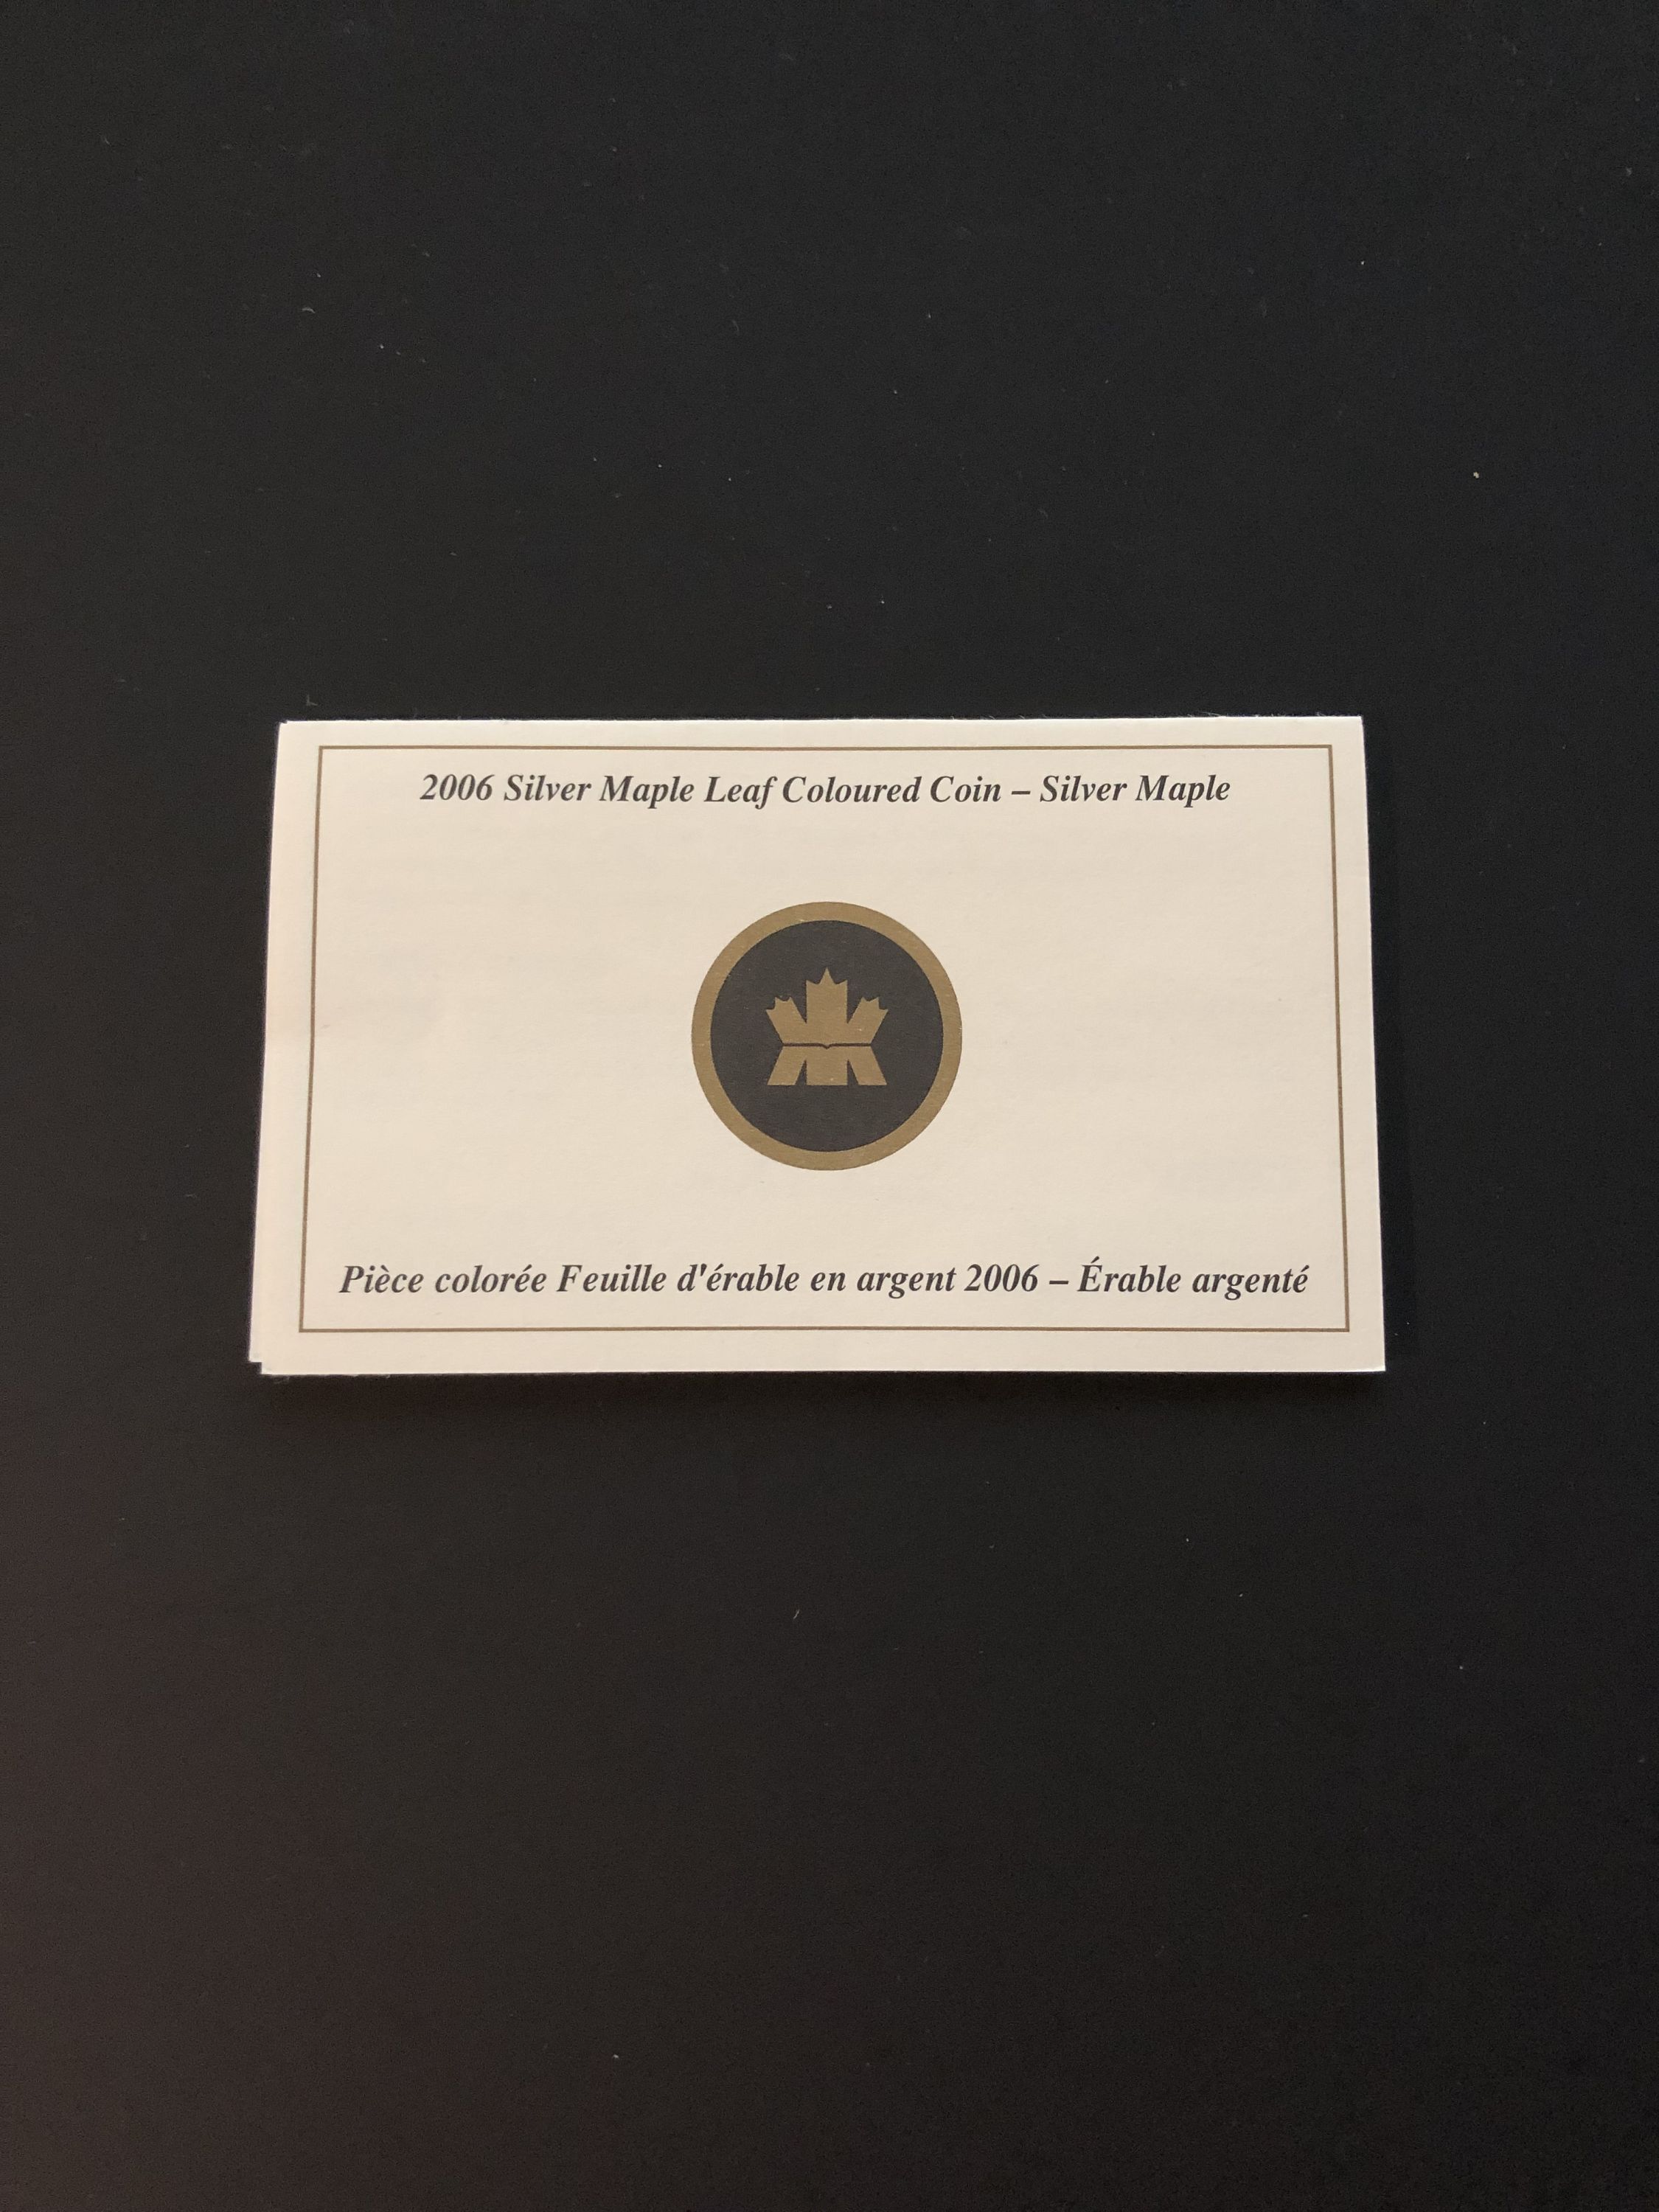 2006 Silver Maple Leaf Coloured Coin – Silver Maple
Pièce colorée Feuille d'érable en argent 2006 – Érable argenté